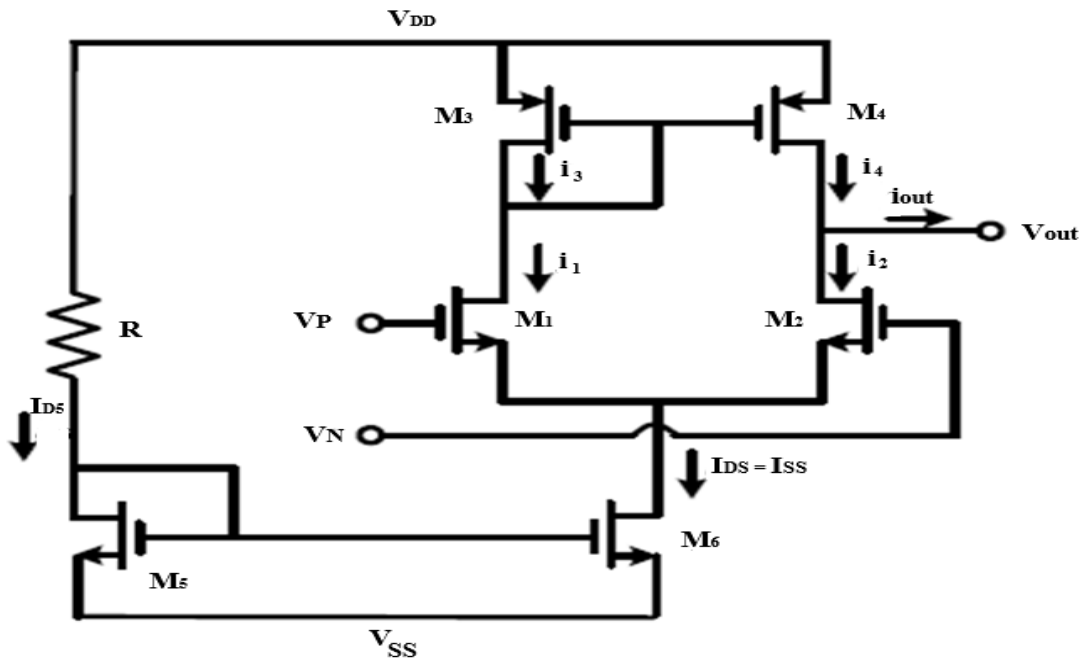 VDD
M3
M4
i3
i4
iout
Vout
i1
i2
VP
M1
M2
R
ID5
VN
IDS = ISS
M5
M6
VSS